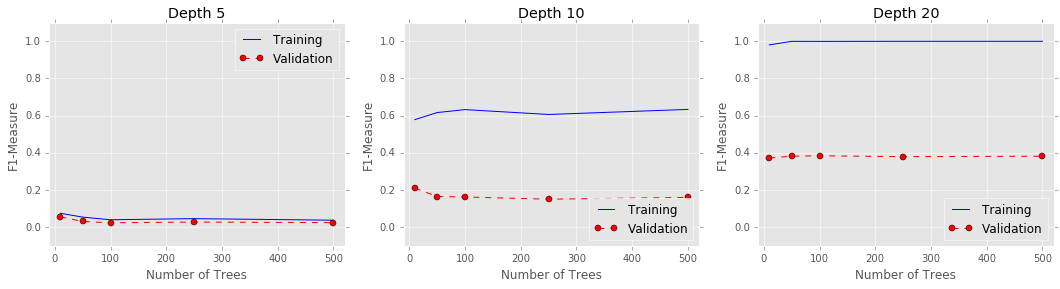 Depth 5
1.0
0.8
0.6
0.4
0.2
0.0
F1-Measure
0 100 200 300 400 500
Number of Trees
Training
Validation
Depth 10
1.0
0.8
0.6
0.4
0.2
0.0
F1-Measure
0 100 200 300 400 500
Number of Trees
Training
Validation
Depth 20
1.0
0.8
0.6
0.4
0.2
0.0
F1-Measure
0 100 200 300 400 500
Number of Trees
Training
Validation